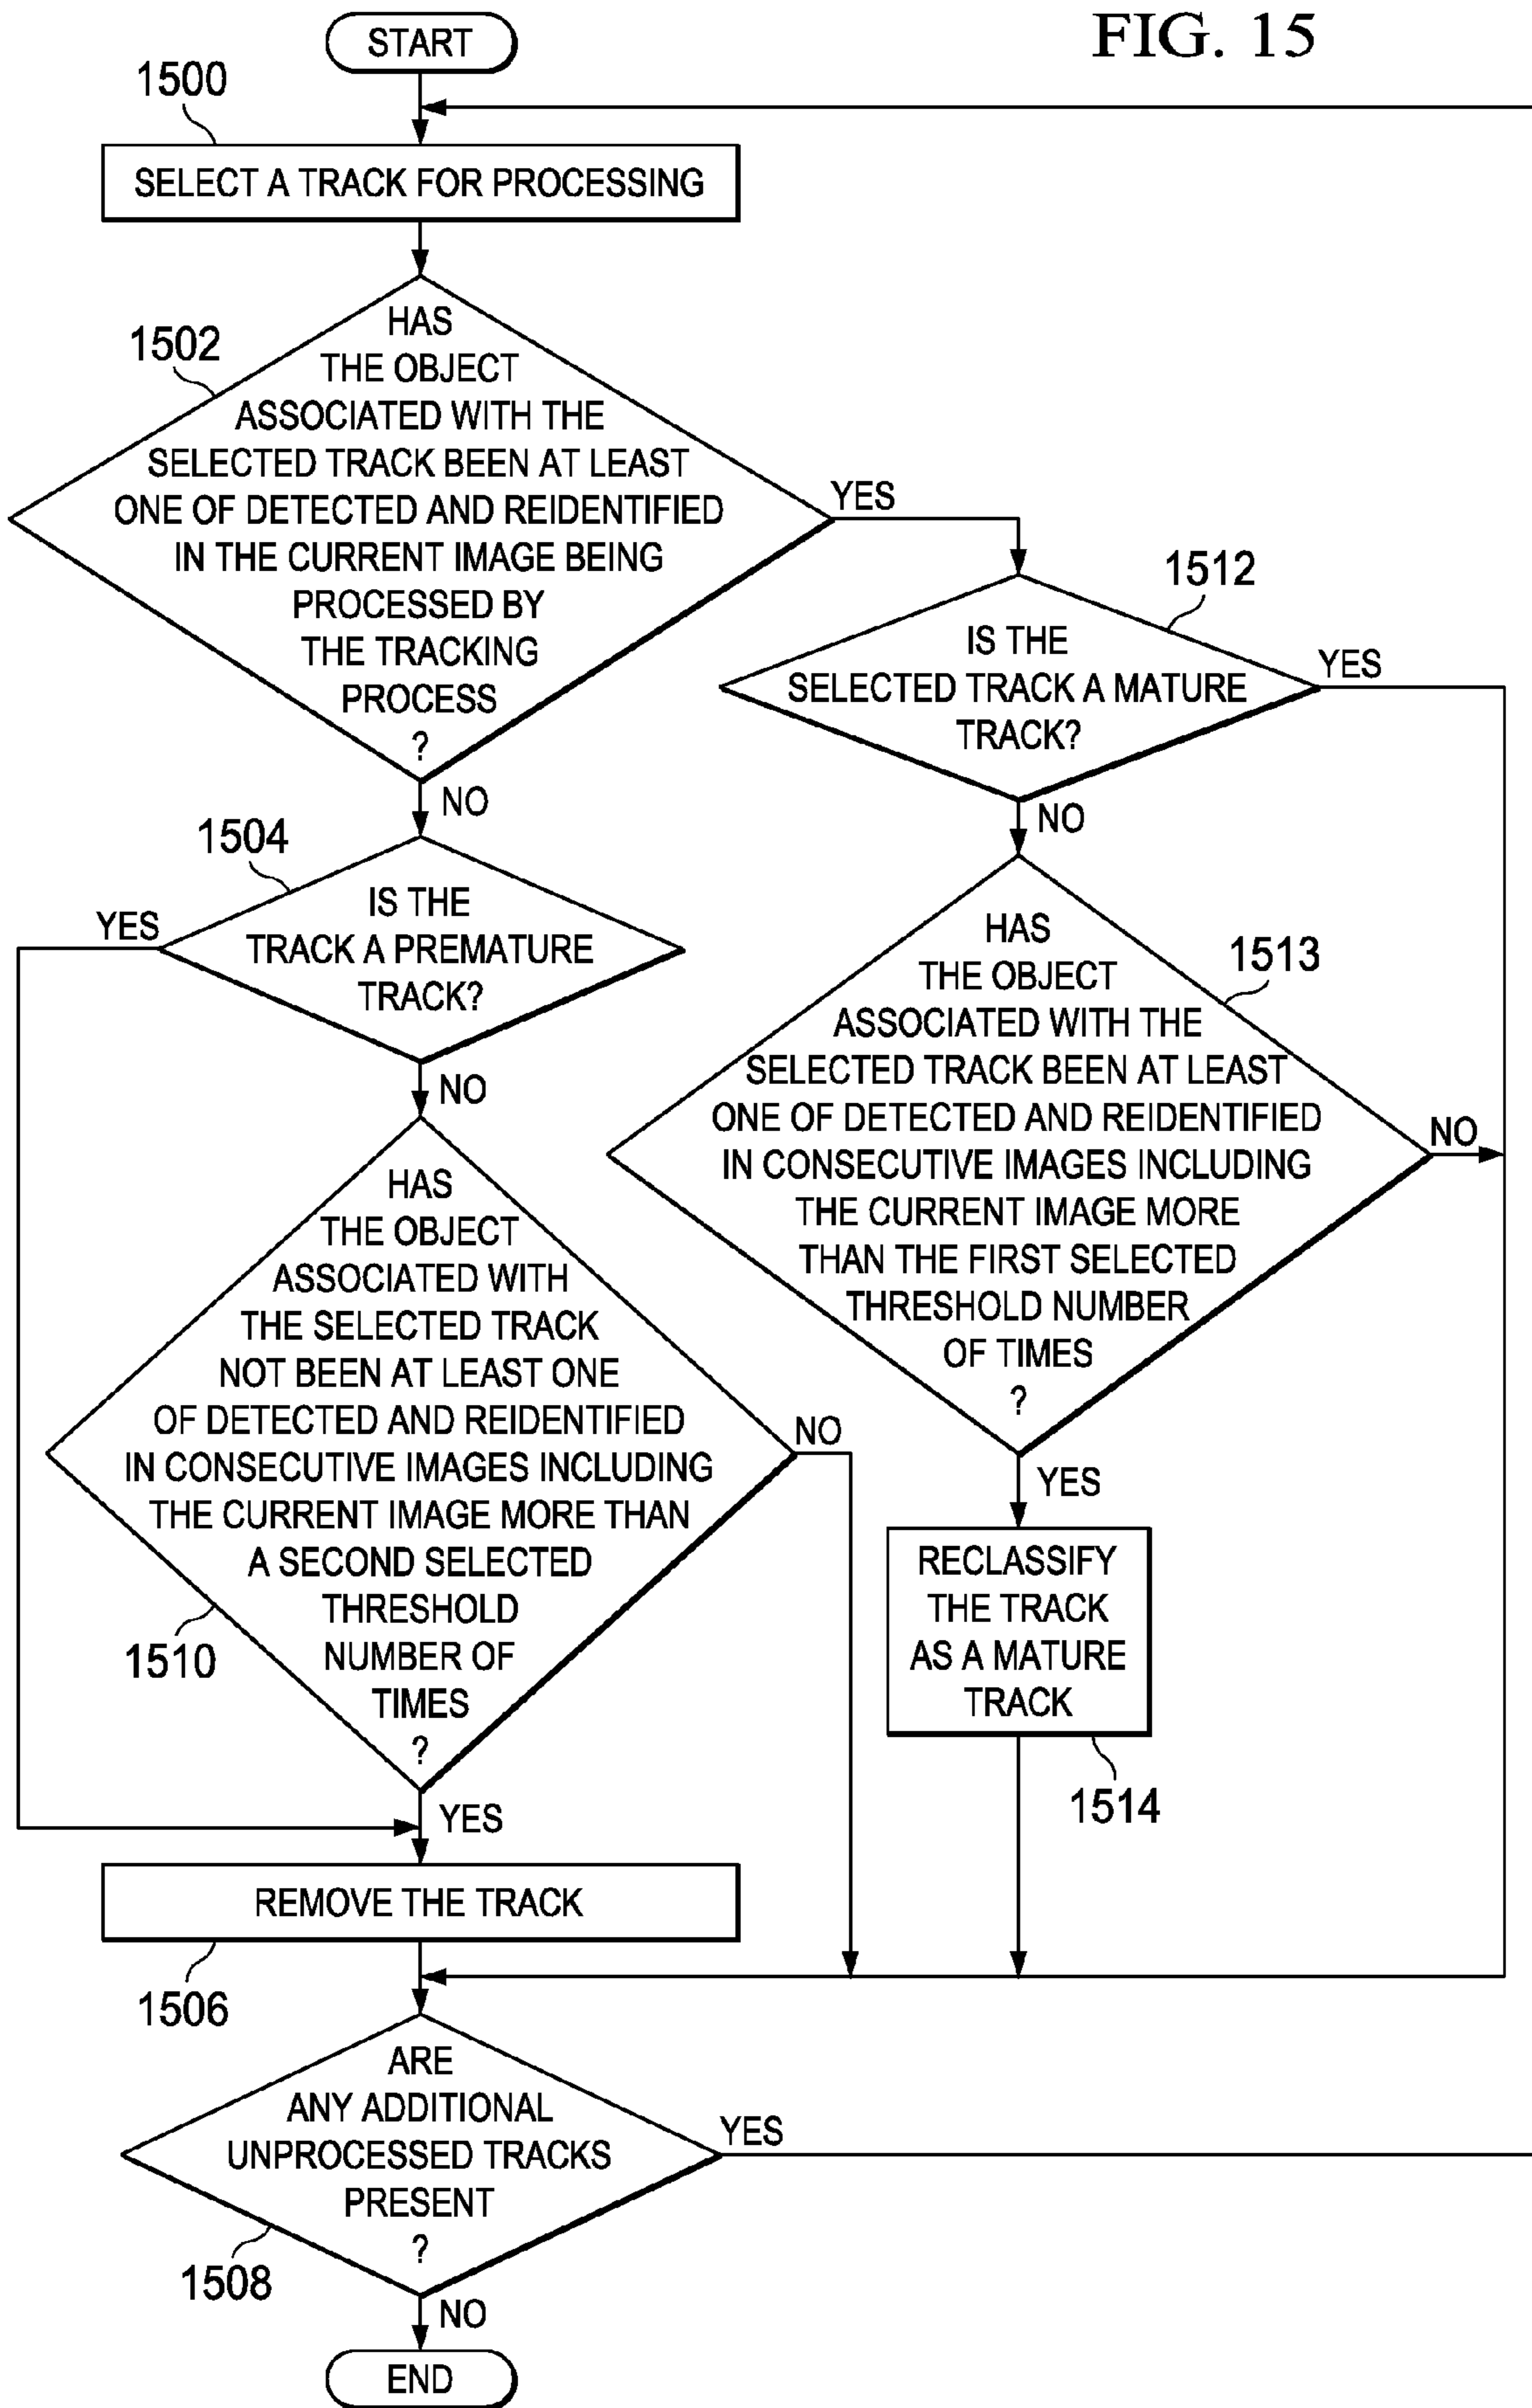 FIG. 15
START
1500
SELECT A TRACK FOR PROCESSING
1502
HAS
THE OBJECT
ASSOCIATED WITH THE
SELECTED TRACK BEEN AT LEAST
ONE OF DETECTED AND REIDENTIFIED
IN THE CURRENT IMAGE BEING
PROCESSED BY
THE TRACKING
PROCESS
?
YES
NO
1504
IS THE
TRACK A PREMATURE
TRACK?
YES
NO
HAS
THE OBJECT
ASSOCIATED WITH
THE SELECTED TRACK
NOT BEEN AT LEAST ONE
OF DETECTED AND REIDENTIFIED
IN CONSECUTIVE IMAGES INCLUDING
THE CURRENT IMAGE MORE THAN
A SECOND SELECTED
THRESHOLD
NUMBER OF
TIMES
?
1510
NO
YES
1512
IS THE
SELECTED TRACK A MATURE
TRACK?
YES
NO
1513
HAS
THE OBJECT
ASSOCIATED WITH THE
SELECTED TRACK BEEN AT LEAST
ONE OF DETECTED AND REIDENTIFIED
IN CONSECUTIVE IMAGES INCLUDING
THE CURRENT IMAGE MORE
THAN THE FIRST SELECTED
THRESHOLD NUMBER
OF TIMES
?
NO
YES
RECLASSIFY
THE TRACK
AS A MATURE
TRACK
1514
REMOVE THE TRACK
1506
ARE
ANY ADDITIONAL
UNPROCESSED TRACKS
PRESENT
?
1508
YES
NO
END